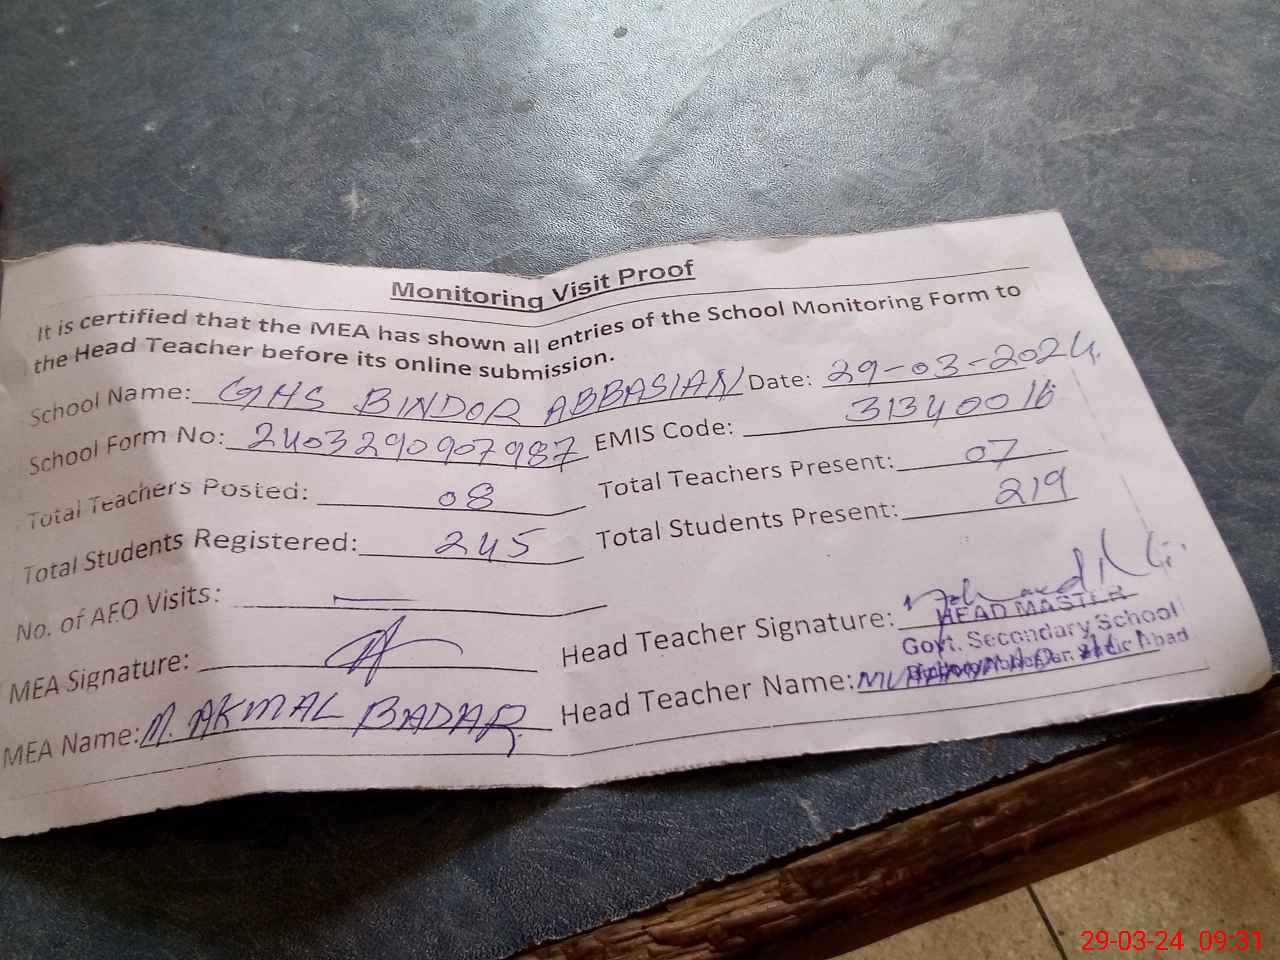 Monitoring Visit Proof
It is certified that the MEA has shown all entries of the School Monitoring Form to
the Head Teacher before its online submission.
School Name: GHS BINDOR ABBASIAN Date: 29-03-2024
School Form No: 2403290907987 EMIS Code: 31340016
Total Teachers Posted: 08 Total Teachers Present: 07
Total Students Registered: 245 Total Students Present: 219
No. of AEO Visits: —
MEA Signature: Head Teacher Signature:
HEAD MASTER
Govt. Secondary School
MEA Name: M. AKMAL BADAR Head Teacher Name:
29-03-24 09:31